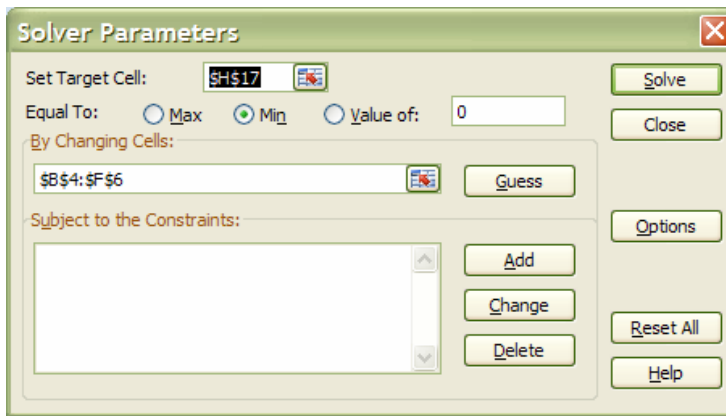 Solver Parameters
Set Target Cell: $H$17 Solve
Equal To: Max Min Value of: 0 Close
By Changing Cells:
$B$4:$F$6 Guess
Subject to the Constraints: Options
Add
Change
Reset All
Delete
Help